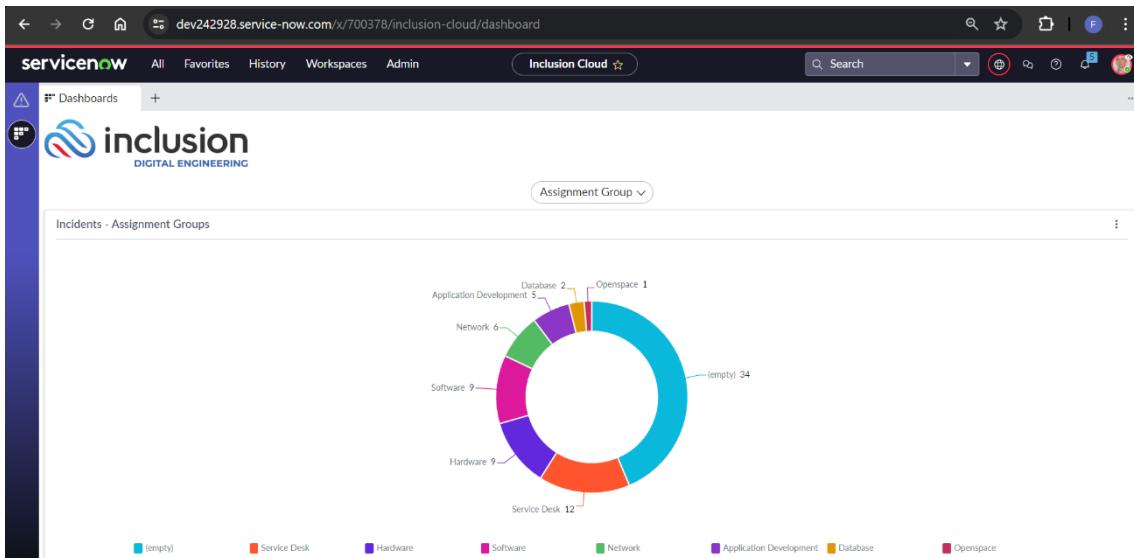 dev242928.service-now.com/x/700378/inclusion-cloud/dashboard
F
servicenow All Favorites History Workspaces Admin Inclusion Cloud Search 5
Dashboards +
inclusion
DIGITAL ENGINEERING
Assignment Group
Incidents - Assignment Groups
Database 2 Openspace 1
Application Development 5
Network 6
(empty) 34
Software 9
Hardware 9
Service Desk 12
(empty) Service Desk Hardware Software Network Application Development Database Openspace